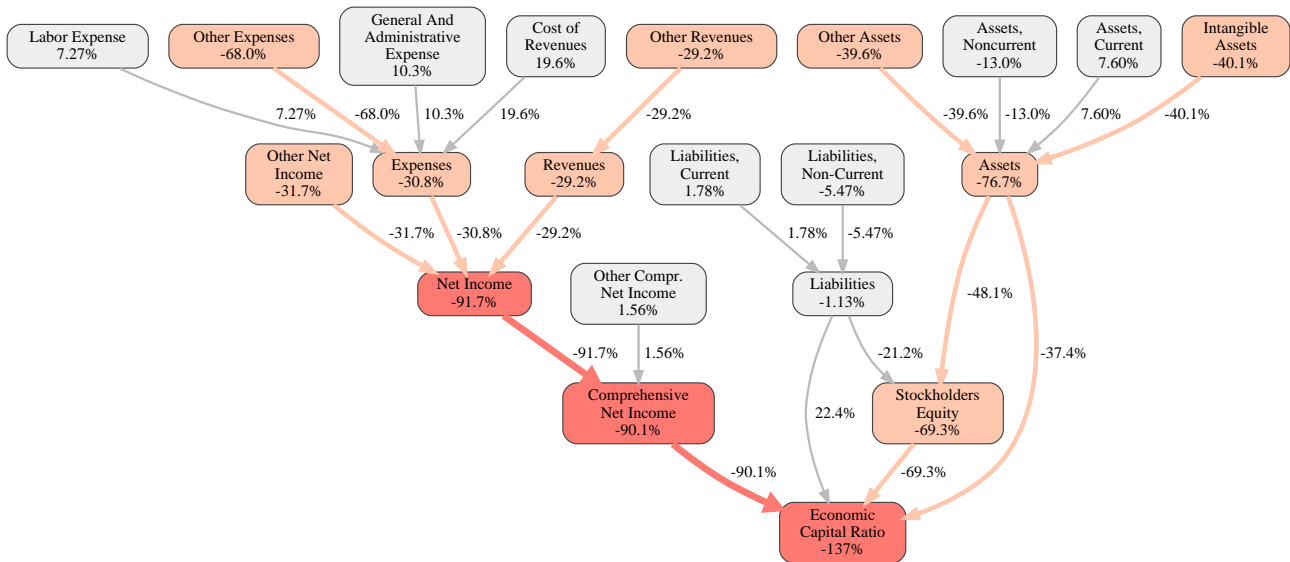 Labor Expense
7.27%
Other Expenses
-68.0%
General And
Administrative
Expense
10.3%
Cost of
Revenues
19.6%
Other Revenues
-29.2%
Other Assets
-39.6%
Assets,
Noncurrent
-13.0%
Assets,
Current
7.60%
Intangible
Assets
-40.1%
7.27%
-68.0%
10.3%
19.6%
-29.2%
-39.6%
-13.0%
7.60%
-40.1%
Other Net
Income
-31.7%
Expenses
-30.8%
Revenues
-29.2%
Liabilities,
Current
1.78%
Liabilities,
Non-Current
-5.47%
Assets
-76.7%
-31.7%
-30.8%
-29.2%
1.78%
-5.47%
Net Income
-91.7%
Other Compr.
Net Income
1.56%
Liabilities
-1.13%
-48.1%
-91.7%
1.56%
-21.2%
-37.4%
Comprehensive
Net Income
-90.1%
22.4%
Stockholders
Equity
-69.3%
-90.1%
-69.3%
Economic
Capital Ratio
-137%